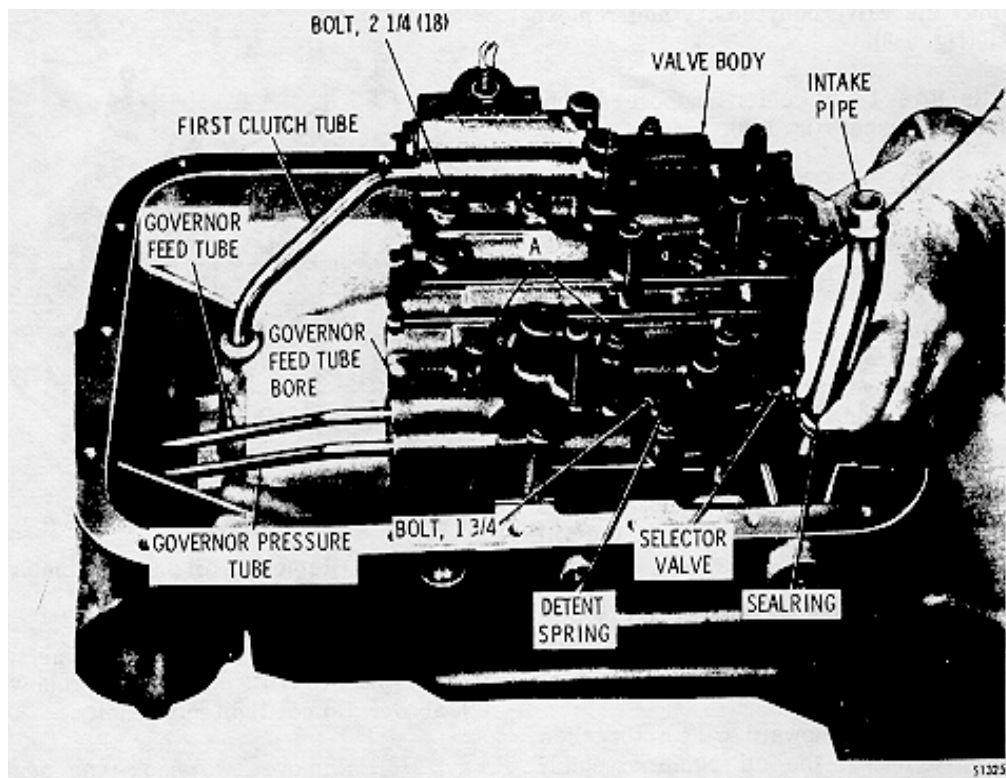 BOLT, 2 1/4 (18)
VALVE BODY
INTAKE
PIPE
FIRST CLUTCH TUBE
GOVERNOR
FEED TUBE
A
GOVERNOR
FEED TUBE
BORE
BOLT, 1 3/4
GOVERNOR PRESSURE
TUBE
SELECTOR
VALVE
DETENT
SPRING
SEALRING